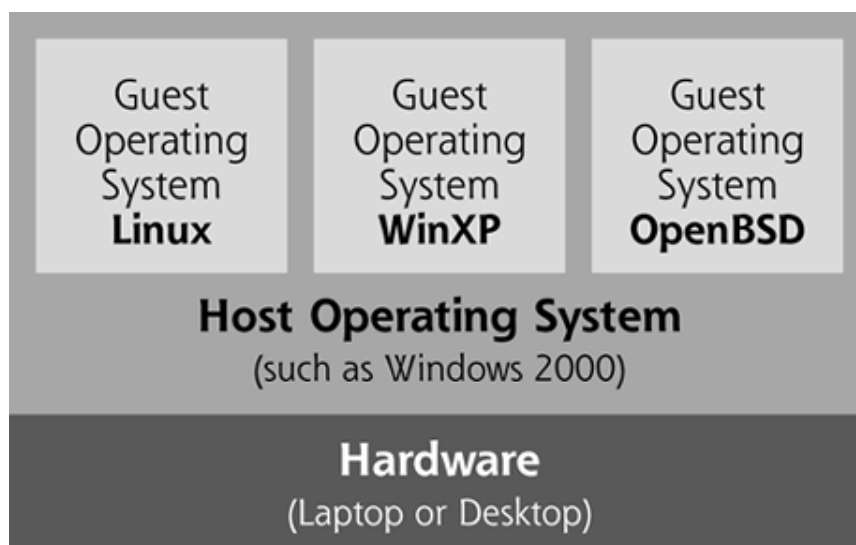 Guest
Operating
System
Linux
Guest
Operating
System
WinXP
Guest
Operating
System
OpenBSD
Host Operating System
(such as Windows 2000)
Hardware
(Laptop or Desktop)